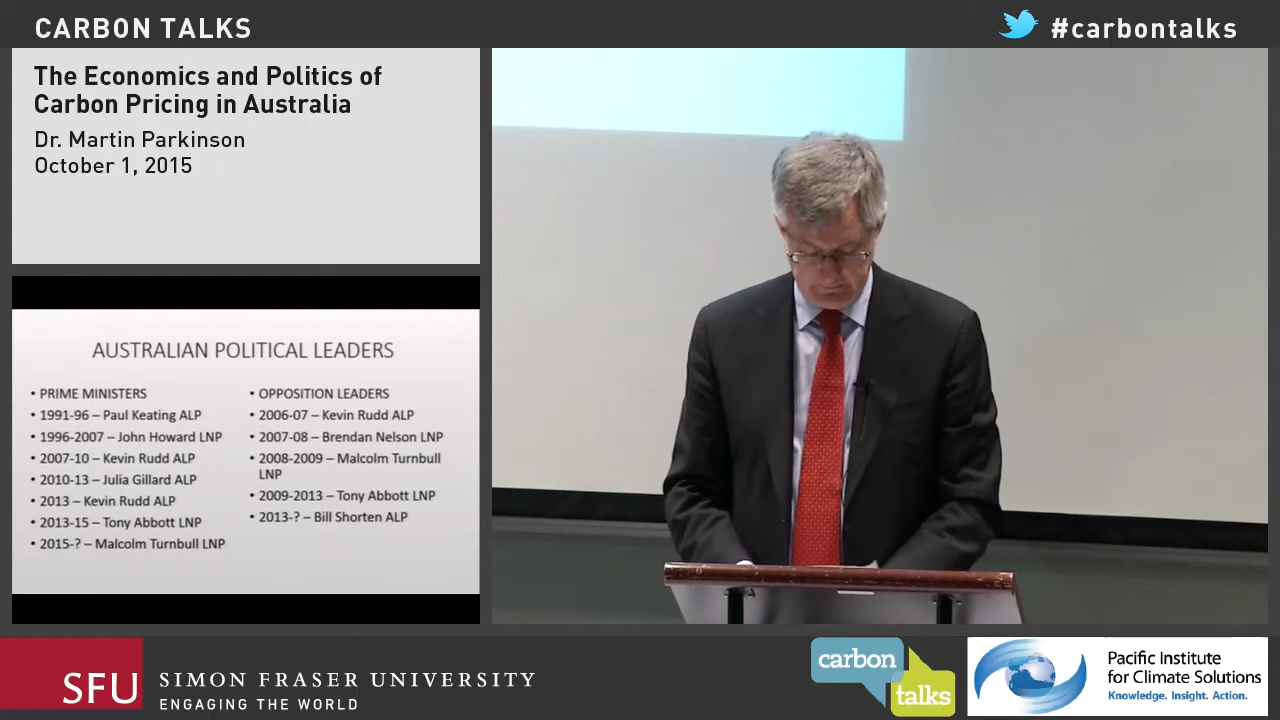 CARBON TALKS
#carbontalks
The Economics and Politics of
Carbon Pricing in Australia
Dr. Martin Parkinson
October 1, 2015
AUSTRALIAN POLITICAL LEADERS
• PRIME MINISTERS
• 1991-96 – Paul Keating ALP
• 1996-2007 – John Howard LNP
• 2007-10 – Kevin Rudd ALP
• 2010-13 – Julia Gillard ALP
• 2013 – Kevin Rudd ALP
• 2013-15 – Tony Abbott LNP
• 2015-? – Malcolm Turnbull LNP
• OPPOSITION LEADERS
• 2006-07 – Kevin Rudd ALP
• 2007-08 – Brendan Nelson LNP
• 2008-2009 – Malcolm Turnbull
LNP
• 2009-2013 – Tony Abbott LNP
• 2013-? – Bill Shorten ALP
SFU
SIMON FRASER UNIVERSITY
ENGAGING THE WORLD
carbon
talks
Pacific Institute
for Climate Solutions
Knowledge. Insight. Action.